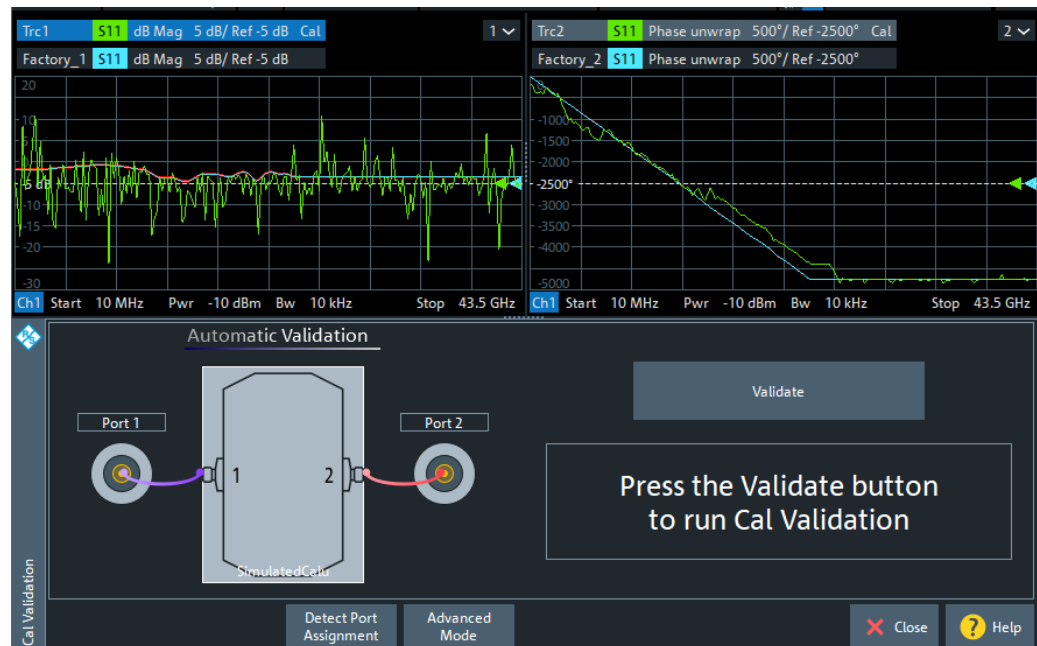 Trc1 S11 dB Mag 5 dB/ Ref -5 dB Cal 1
Factory_1 S11 dB Mag 5 dB/ Ref -5 dB
20
10
5
-5 dB
-10
-15
-20
-30
Ch1 Start 10 MHz Pwr -10 dBm Bw 10 kHz Stop 43.5 GHz
Trc2 S11 Phase unwrap 500°/ Ref -2500° Cal 2
Factory_2 S11 Phase unwrap 500°/ Ref -2500°
-1000
-1500
-2000
-2500°
-3000
-3500
-4000
-5000
Ch1 Start 10 MHz Pwr -10 dBm Bw 10 kHz Stop 43.5 GHz
Cal Validation
Automatic Validation
Port 1
Port 2
1 2
SimulatedCalu
Validate
Press the Validate button
to run Cal Validation
Detect Port
Assignment
Advanced
Mode
Close
? Help